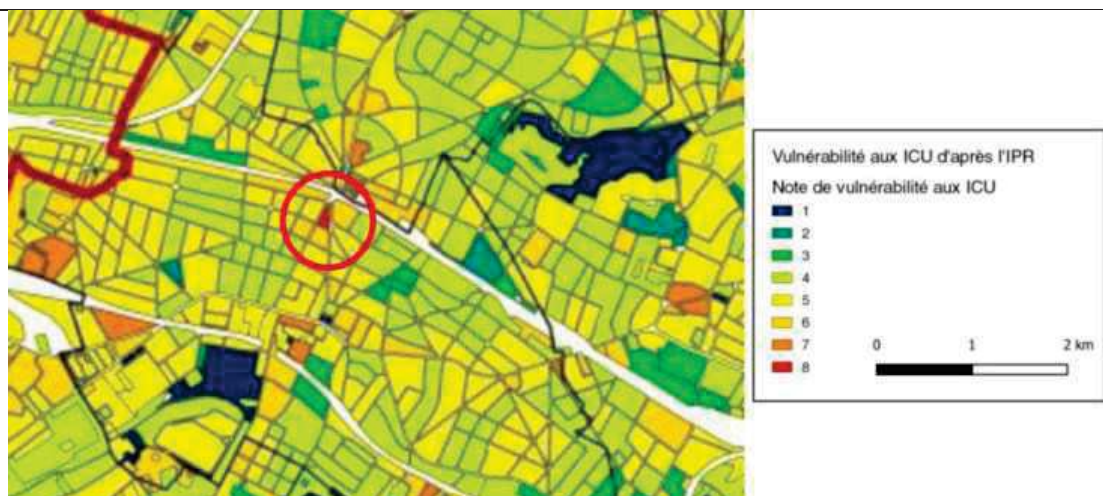 Vulnérabilité aux ICU d'après l'IPR
Note de vulnérabilité aux ICU
1
2
3
4
5
6
7
8
0 1 2 km